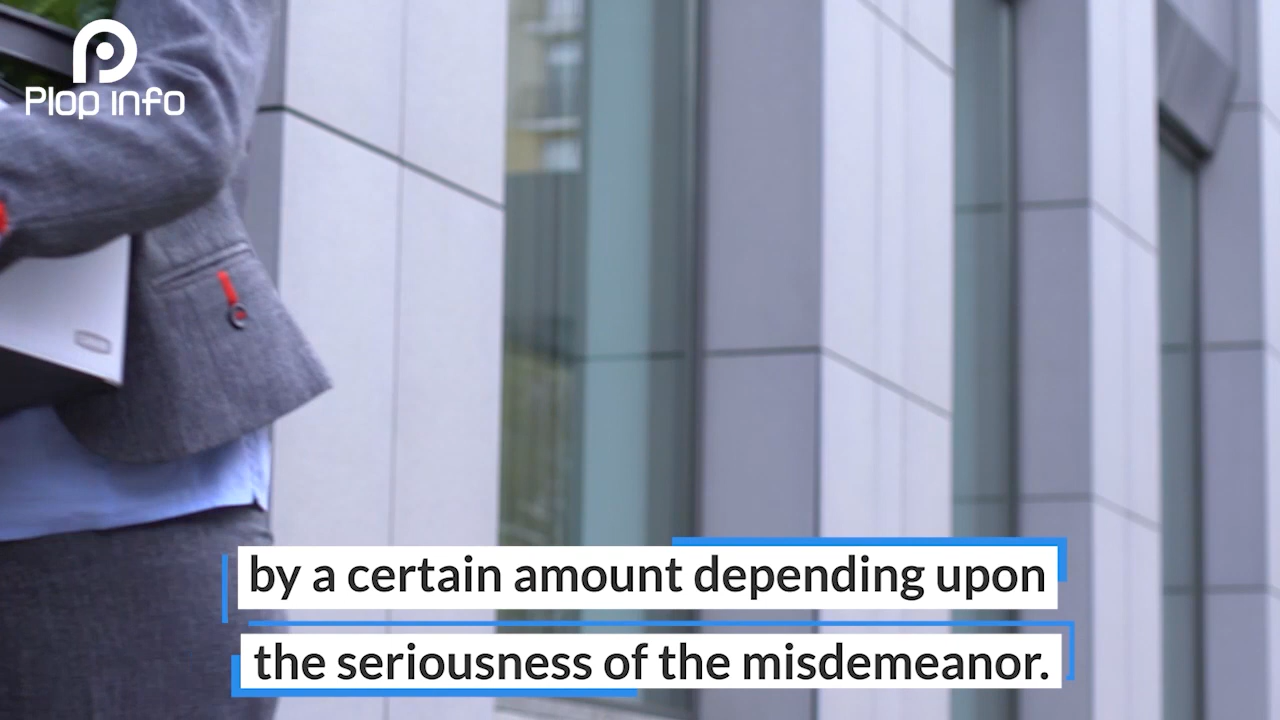 Plop info
by a certain amount depending upon
the seriousness of the misdemeanor.